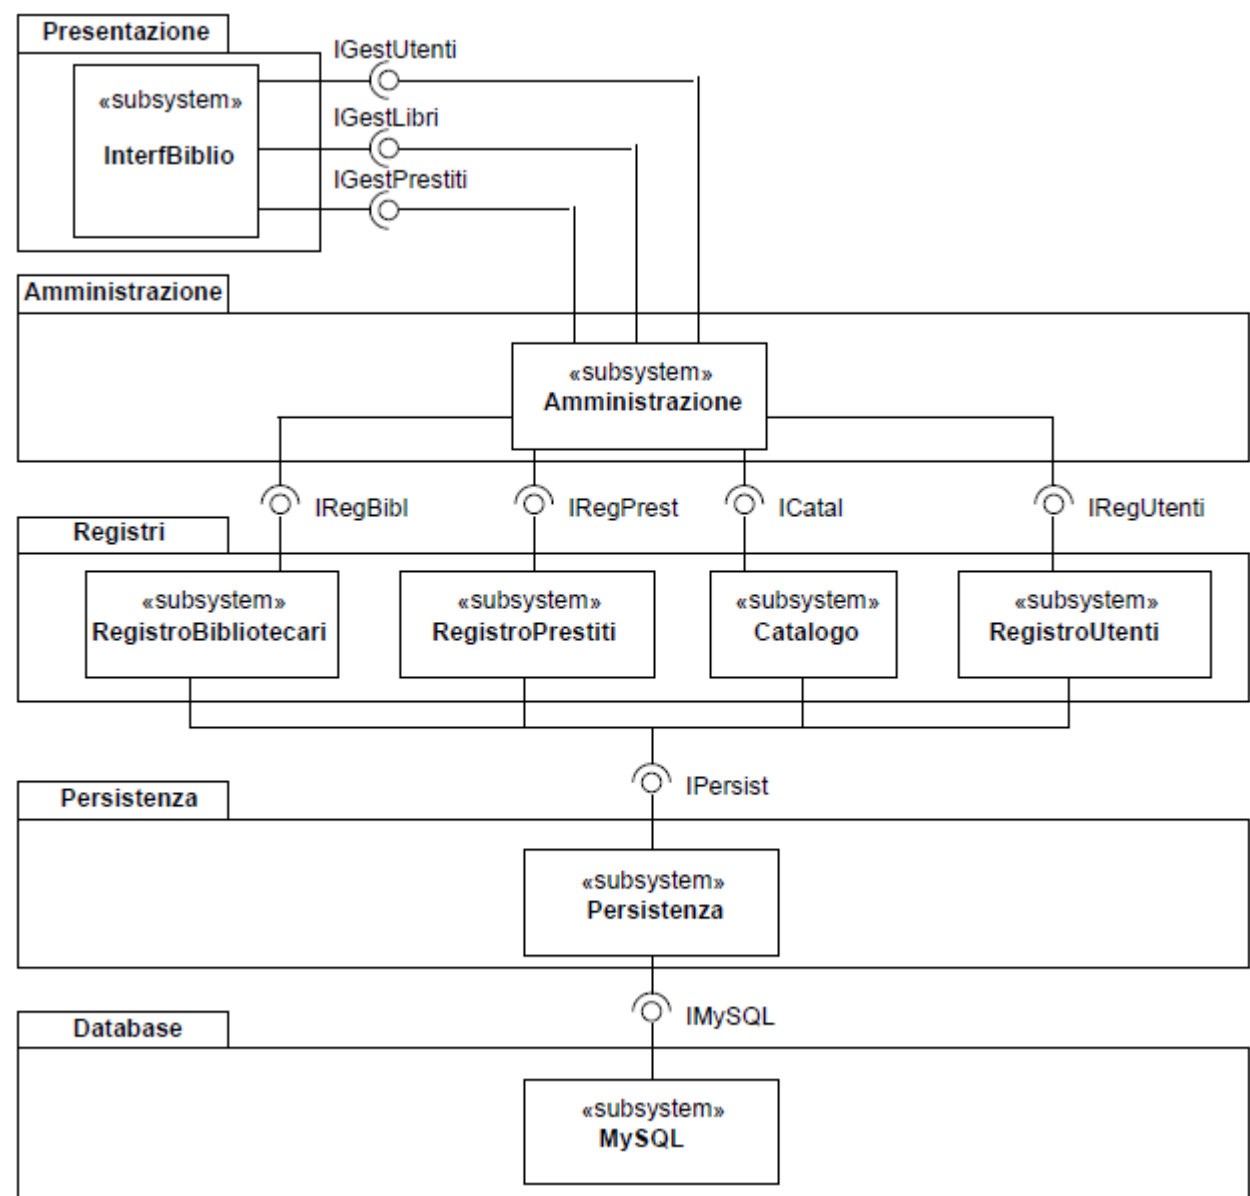 Presentazione
IGestUtenti
«subsystem»
InterfBiblio
IGestLibri
IGestPrestiti
Amministrazione
«subsystem»
Amministrazione
IRegBibl
IRegPrest
ICatal
IRegUtenti
Registri
«subsystem»
RegistroBibliotecari
«subsystem»
RegistroPrestiti
«subsystem»
Catalogo
«subsystem»
RegistroUtenti
IPersist
Persistenza
«subsystem»
Persistenza
IMySQL
Database
«subsystem»
MySQL